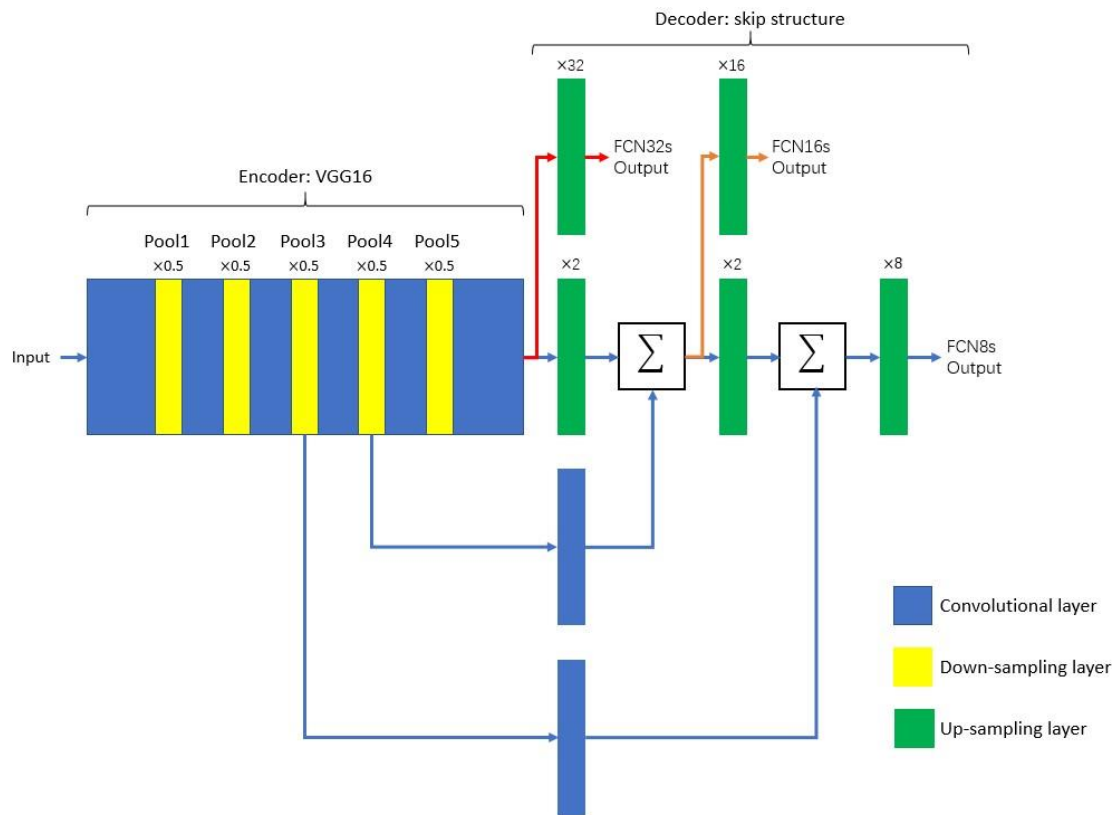 Decoder: skip structure
×32
×16
FCN32s
Output
FCN16s
Output
Encoder: VGG16
Pool1 Pool2 Pool3 Pool4 Pool5
×0.5 ×0.5 ×0.5 ×0.5 ×0.5
×2
×2
×8
Input
∑
∑
FCN8s
Output
Convolutional layer
Down-sampling layer
Up-sampling layer